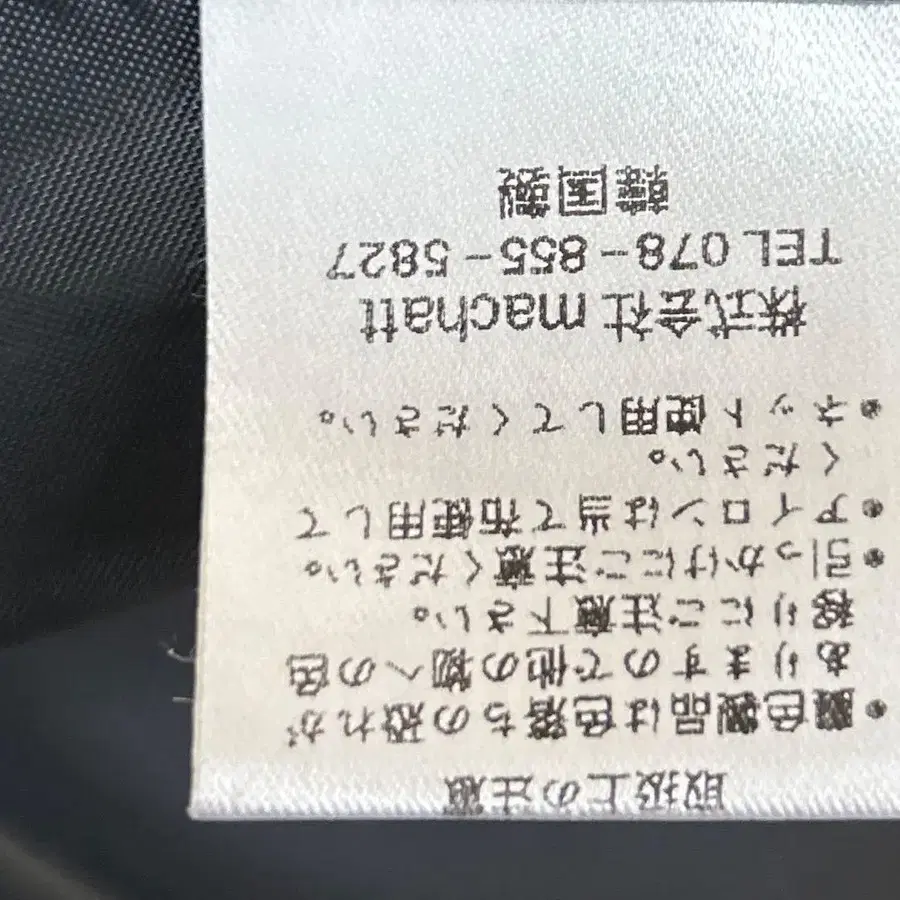 取扱上の注意
●濃色製品は色落ちの恐れが
ありますので他の物への色
移りにご注意下さい。
●引っかけにご注意ください。
●アイロンは当て布使用して
ください。
●ネット使用してください。
株式会社 machatt
TEL 078-855-5827
韓国製